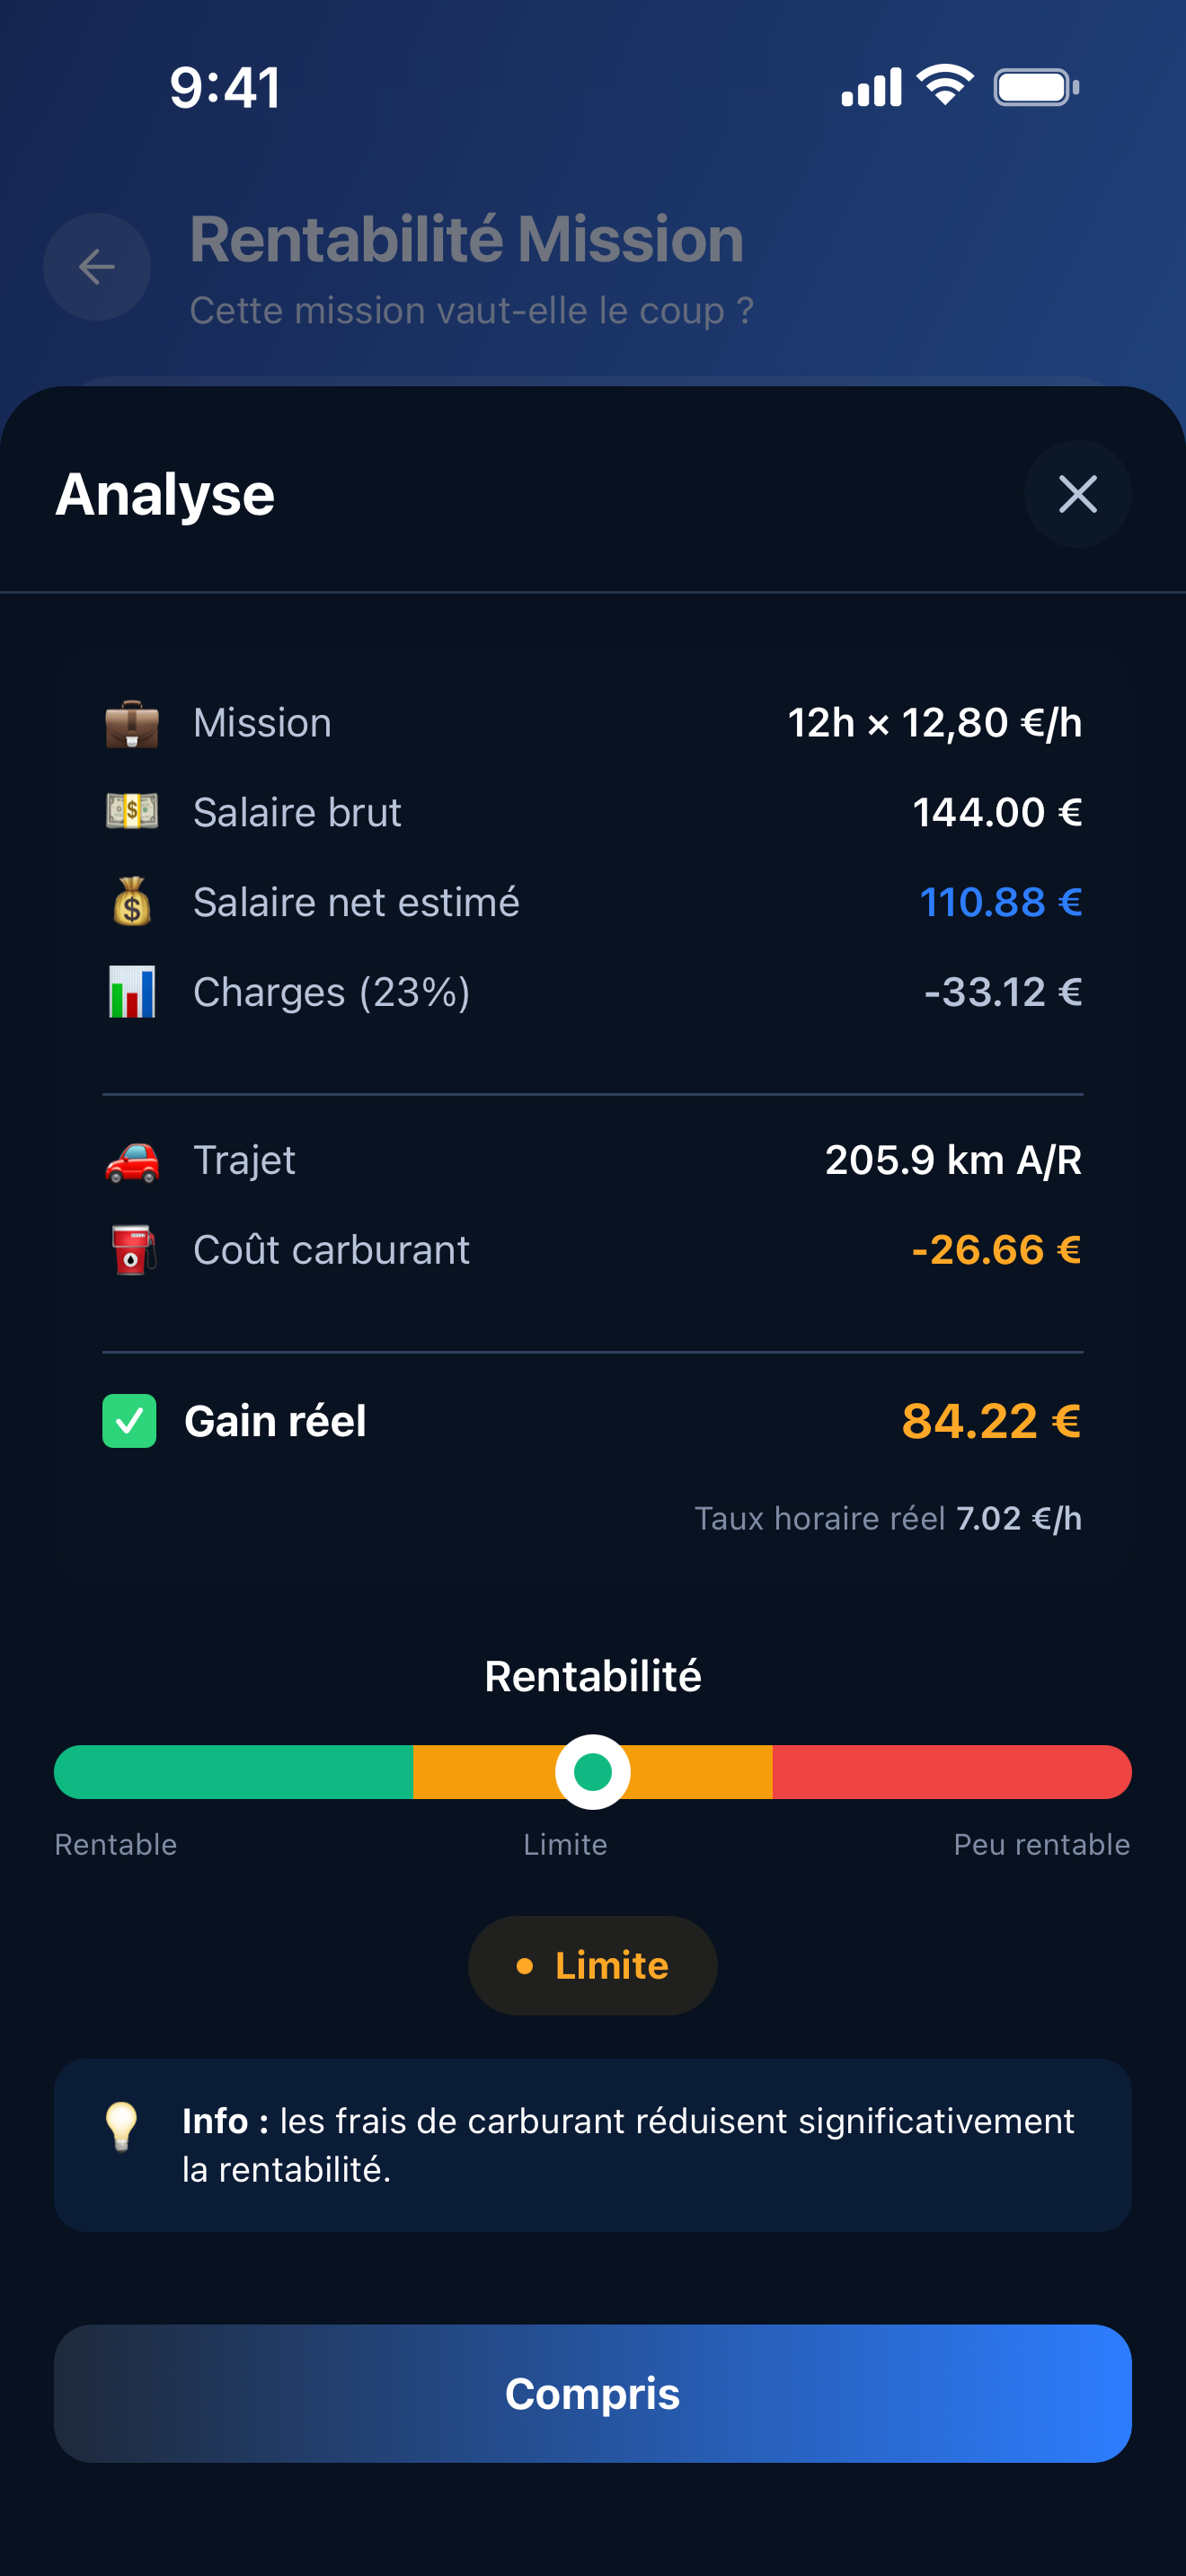 9:41
Rentabilité Mission
Cette mission vaut-elle le coup ?
Analyse
Mission 12h × 12,80 €/h
Salaire brut 144.00 €
Salaire net estimé 110.88 €
Charges (23%) -33.12 €
Trajet 205.9 km A/R
Coût carburant -26.66 €
Gain réel 84.22 €
Taux horaire réel 7.02 €/h
Rentabilité
Rentable Limite Peu rentable
Limite
Info : les frais de carburant réduisent significativement
la rentabilité.
Compris